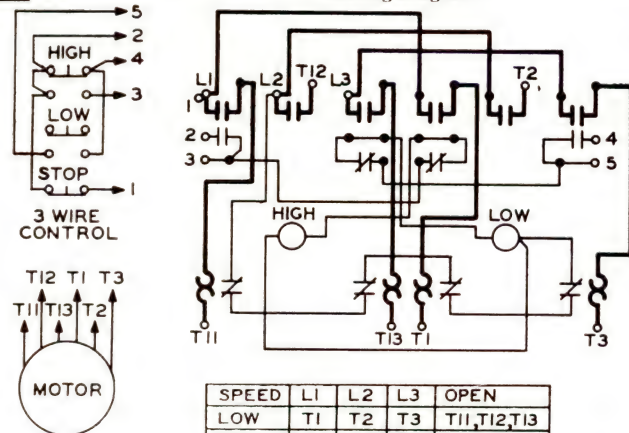 5
2
HIGH
4
3
LOW
STOP
1
3 WIRE
CONTROL
L1
L2
T12
L3
T2
1
2
3
4
5
HIGH
LOW
T11
T13
T1
T3
T12 T1 T3
T11 T13 T2
MOTOR
SPEED L1 L2 L3 OPEN
LOW T1 T2 T3 T11,T12,T13